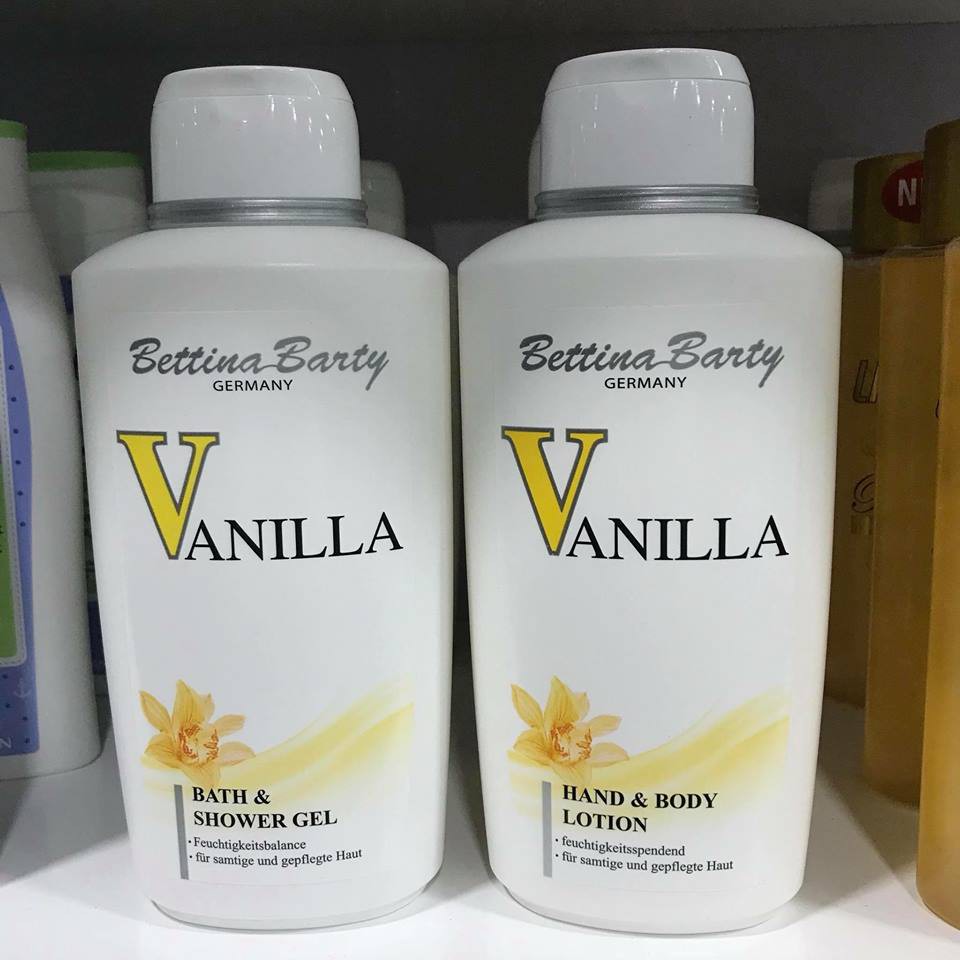 Bettina Barty
GERMANY
VANILLA
BATH &
SHOWER GEL
· Feuchtigkeitsbalance
· für samtige und gepflegte Haut
Bettina Barty
GERMANY
VANILLA
HAND & BODY
LOTION
· feuchtigkeitsspendend
· für samtige und gepflegte Haut